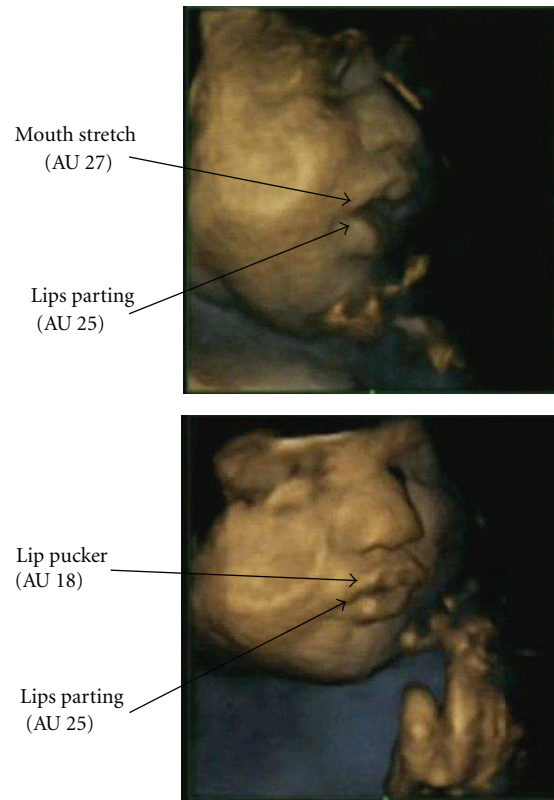 Mouth stretch
(AU 27)
Lips parting
(AU 25)
Lip pucker
(AU 18)
Lips parting
(AU 25)